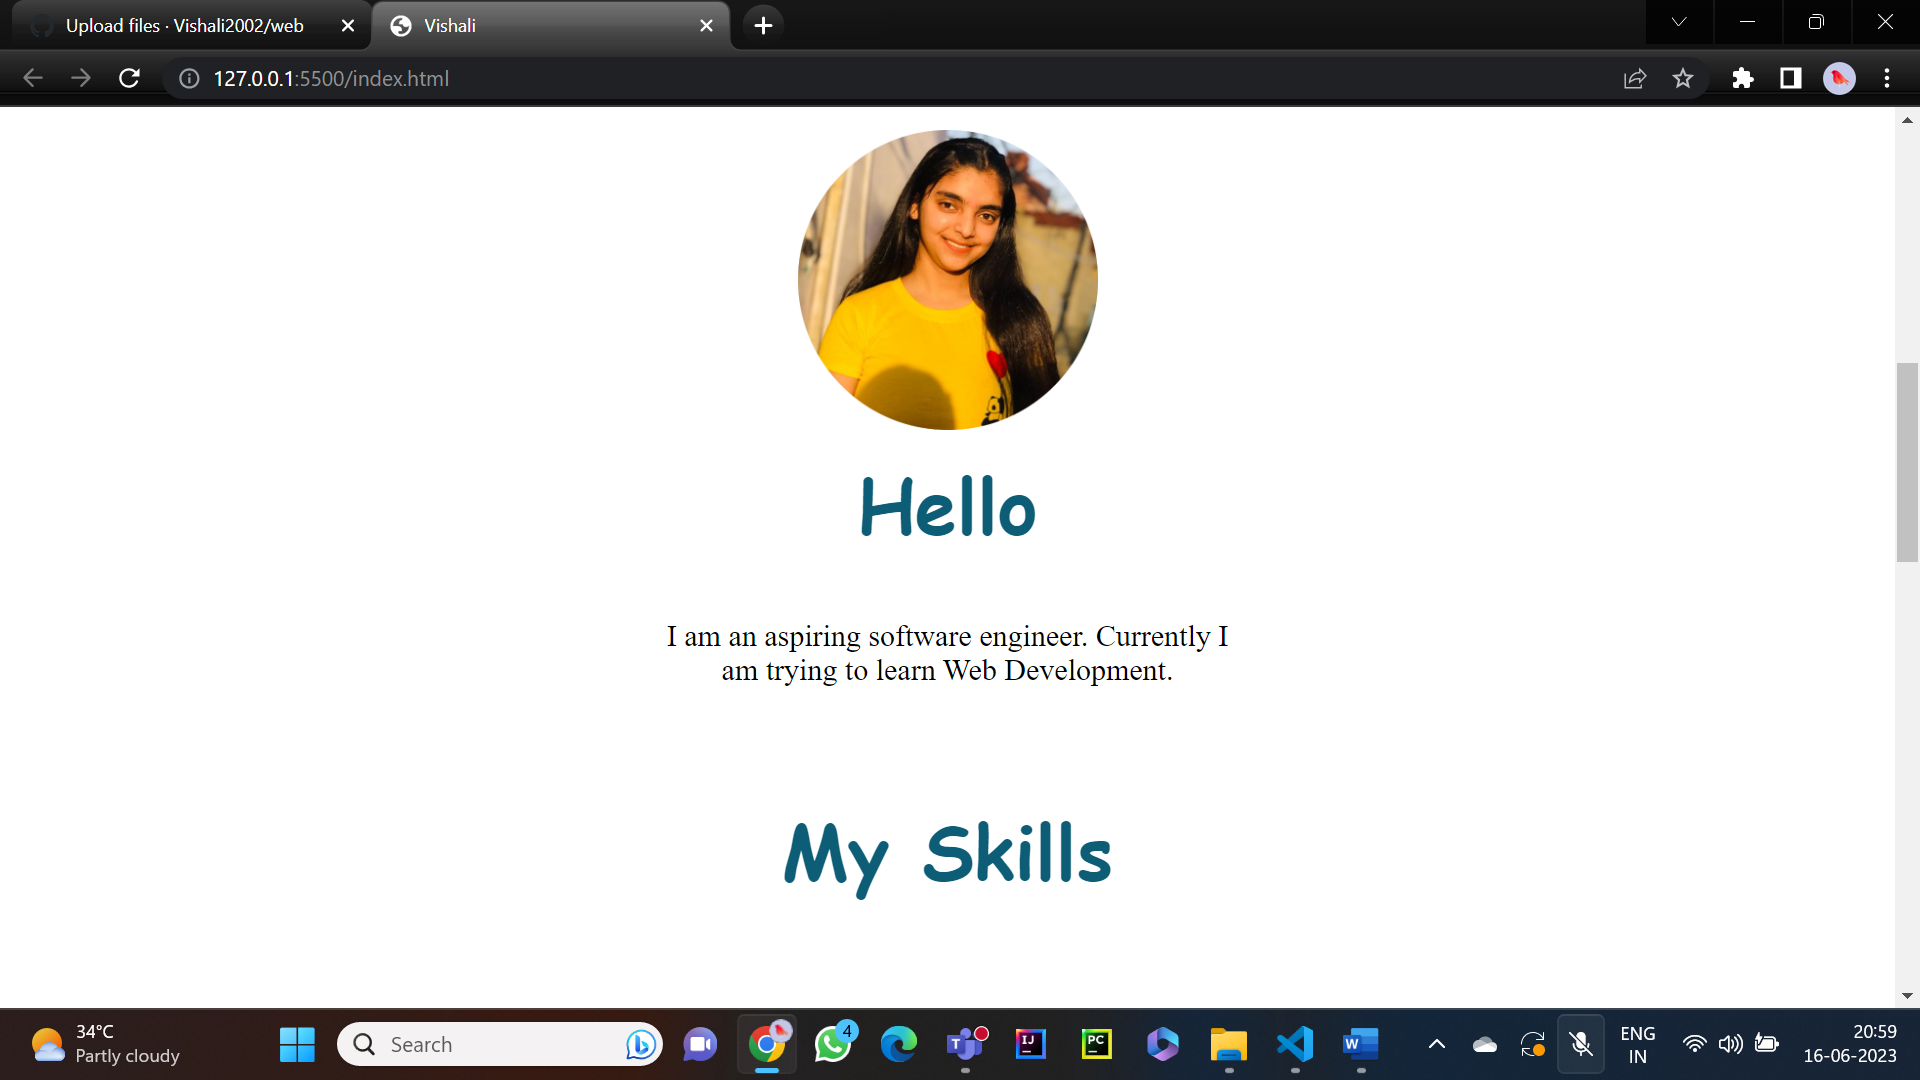 Upload files · Vishali2002/web
Vishali
127.0.0.1:5500/index.html
Hello
I am an aspiring software engineer. Currently I
am trying to learn Web Development.
My Skills
34°C
Partly cloudy
Search
4
T
IJ
PC
W
ENG
IN
20:59
16-06-2023